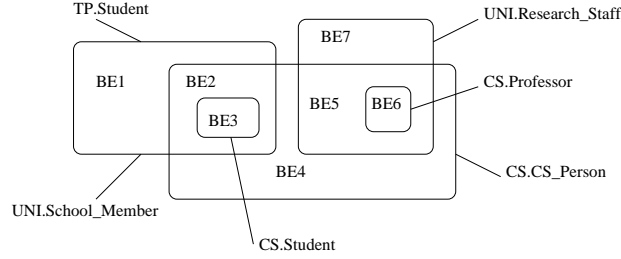 TP.Student
UNI.Research_Staff
BE7
BE1
BE2
CS.Professor
BE5
BE6
BE3
BE4
CS.CS_Person
UNI.School_Member
CS.Student